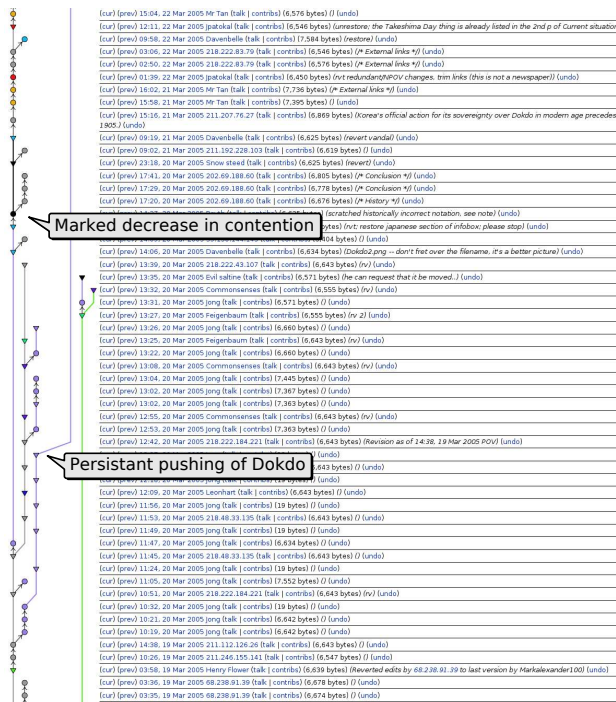 (cur) (prev) 15:04, 22 Mar 2005 Mr Tan (talk | contribs) (6,576 bytes) () (undo)
(cur) (prev) 12:11, 22 Mar 2005 Jpatokal (talk | contribs) (6,546 bytes) (unrestore; the Takeshima Day thing is already listed in the 2nd p of Current situation
(cur) (prev) 09:58, 22 Mar 2005 Davenbelle (talk | contribs) (7,584 bytes) (restore) (undo)
(cur) (prev) 03:06, 22 Mar 2005 218.222.83.79 (talk | contribs) (6,546 bytes) (/* External links */) (undo)
(cur) (prev) 02:50, 22 Mar 2005 218.222.83.79 (talk | contribs) (6,576 bytes) (/* External links */) (undo)
(cur) (prev) 01:39, 22 Mar 2005 Jpatokal (talk | contribs) (6,450 bytes) (rvt redundant/NPOV changes, trim links (this is not a newspaper)) (undo)
(cur) (prev) 16:02, 21 Mar 2005 Mr Tan (talk | contribs) (7,736 bytes) (/* External links */) (undo)
(cur) (prev) 15:58, 21 Mar 2005 Mr Tan (talk | contribs) (7,395 bytes) () (undo)
(cur) (prev) 15:16, 21 Mar 2005 211.207.76.27 (talk | contribs) (6,869 bytes) (Korea's official action for its sovereignty over Dokdo in modern age precedes
1905.) (undo)
(cur) (prev) 09:19, 21 Mar 2005 Davenbelle (talk | contribs) (6,625 bytes) (revert vandal) (undo)
(cur) (prev) 09:02, 21 Mar 2005 211.192.228.103 (talk | contribs) (6,619 bytes) () (undo)
(cur) (prev) 23:18, 20 Mar 2005 Snow steed (talk | contribs) (6,625 bytes) (revert) (undo)
(cur) (prev) 17:41, 20 Mar 2005 202.69.188.60 (talk | contribs) (6,805 bytes) (/* Conclusion */) (undo)
(cur) (prev) 17:29, 20 Mar 2005 202.69.188.60 (talk | contribs) (6,778 bytes) (/* Conclusion */) (undo)
(cur) (prev) 17:20, 20 Mar 2005 202.69.188.60 (talk | contribs) (6,676 bytes) (/* History */) (undo)
(scratched historically incorrect notation, see note) (undo)
Marked decrease in contention
bytes) (rvt; restore japanese section of infobox; please stop) (undo)
404 bytes) () (undo)
(cur) (prev) 14:06, 20 Mar 2005 Davenbelle (talk | contribs) (6,634 bytes) (Dokdo2.png -- don't fret over the filename, it's a better picture) (undo)
(cur) (prev) 13:39, 20 Mar 2005 218.222.43.107 (talk | contribs) (6,643 bytes) (rv) (undo)
(cur) (prev) 13:35, 20 Mar 2005 Evil saltine (talk | contribs) (6,571 bytes) (he can request that it be moved..) (undo)
(cur) (prev) 13:32, 20 Mar 2005 Commonsenses (talk | contribs) (6,555 bytes) (rv) (undo)
(cur) (prev) 13:31, 20 Mar 2005 Jong (talk | contribs) (6,571 bytes) () (undo)
(cur) (prev) 13:27, 20 Mar 2005 Feigenbaum (talk | contribs) (6,555 bytes) (rv 2) (undo)
(cur) (prev) 13:26, 20 Mar 2005 Jong (talk | contribs) (6,660 bytes) () (undo)
(cur) (prev) 13:25, 20 Mar 2005 Feigenbaum (talk | contribs) (6,643 bytes) (rv) (undo)
(cur) (prev) 13:22, 20 Mar 2005 Jong (talk | contribs) (6,660 bytes) () (undo)
(cur) (prev) 13:08, 20 Mar 2005 Commonsenses (talk | contribs) (6,643 bytes) (rv) (undo)
(cur) (prev) 13:04, 20 Mar 2005 Jong (talk | contribs) (7,445 bytes) () (undo)
(cur) (prev) 13:02, 20 Mar 2005 Jong (talk | contribs) (7,367 bytes) () (undo)
(cur) (prev) 13:02, 20 Mar 2005 Jong (talk | contribs) (7,363 bytes) () (undo)
(cur) (prev) 12:55, 20 Mar 2005 Commonsenses (talk | contribs) (6,643 bytes) (rv) (undo)
(cur) (prev) 12:53, 20 Mar 2005 Jong (talk | contribs) (7,363 bytes) () (undo)
(cur) (prev) 12:42, 20 Mar 2005 218.222.184.221 (talk | contribs) (6,643 bytes) (Revision as of 14:38, 19 Mar 2005 POV) (undo)
() (undo)
Persistant pushing of Dokdo
6,643 bytes) () (undo)
(19 bytes) () (undo)
(cur) (prev) 12:09, 20 Mar 2005 Leonhart (talk | contribs) (6,643 bytes) () (undo)
(cur) (prev) 11:56, 20 Mar 2005 Jong (talk | contribs) (19 bytes) () (undo)
(cur) (prev) 11:53, 20 Mar 2005 218.48.33.135 (talk | contribs) (6,643 bytes) () (undo)
(cur) (prev) 11:47, 20 Mar 2005 Jong (talk | contribs) (6,634 bytes) () (undo)
(cur) (prev) 11:45, 20 Mar 2005 218.48.33.135 (talk | contribs) (6,643 bytes) () (undo)
(cur) (prev) 11:24, 20 Mar 2005 Jong (talk | contribs) (19 bytes) () (undo)
(cur) (prev) 11:05, 20 Mar 2005 Jong (talk | contribs) (7,552 bytes) () (undo)
(cur) (prev) 10:51, 20 Mar 2005 218.222.184.221 (talk | contribs) (6,643 bytes) (rv) (undo)
(cur) (prev) 10:32, 20 Mar 2005 Jong (talk | contribs) (19 bytes) () (undo)
(cur) (prev) 10:21, 20 Mar 2005 Jong (talk | contribs) (6,642 bytes) () (undo)
(cur) (prev) 10:19, 20 Mar 2005 Jong (talk | contribs) (6,642 bytes) () (undo)
(cur) (prev) 14:38, 19 Mar 2005 211.112.126.26 (talk | contribs) (6,643 bytes) () (undo)
(cur) (prev) 10:26, 19 Mar 2005 211.246.155.141 (talk | contribs) (6,547 bytes) () (undo)
(cur) (prev) 03:58, 19 Mar 2005 Henry Flower (talk | contribs) (6,639 bytes) (Reverted edits by 68.238.91.39 to last version by Markalexander100) (undo)
(cur) (prev) 03:36, 19 Mar 2005 68.238.91.39 (talk | contribs) (6,678 bytes) () (undo)
(cur) (prev) 03:35, 19 Mar 2005 68.238.91.39 (talk | contribs) (6,674 bytes) () (undo)